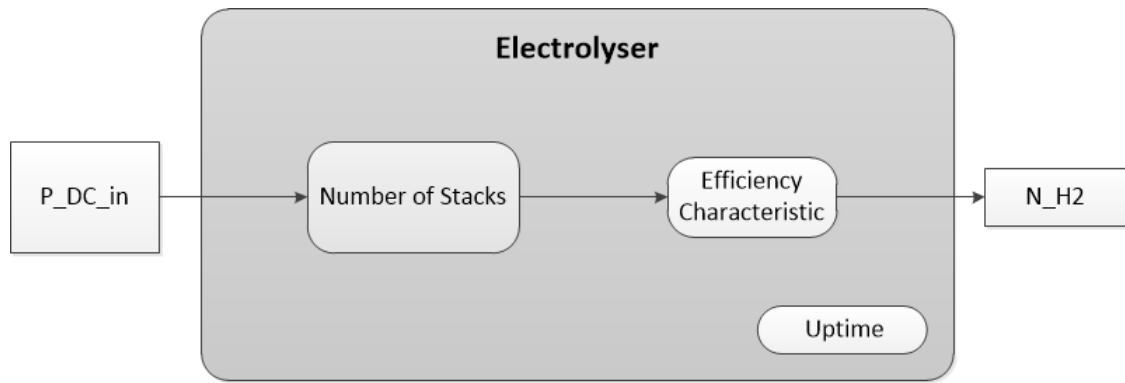 Electrolyser
P_DC_in
Number of Stacks
Efficiency
Characteristic
N_H2
Uptime